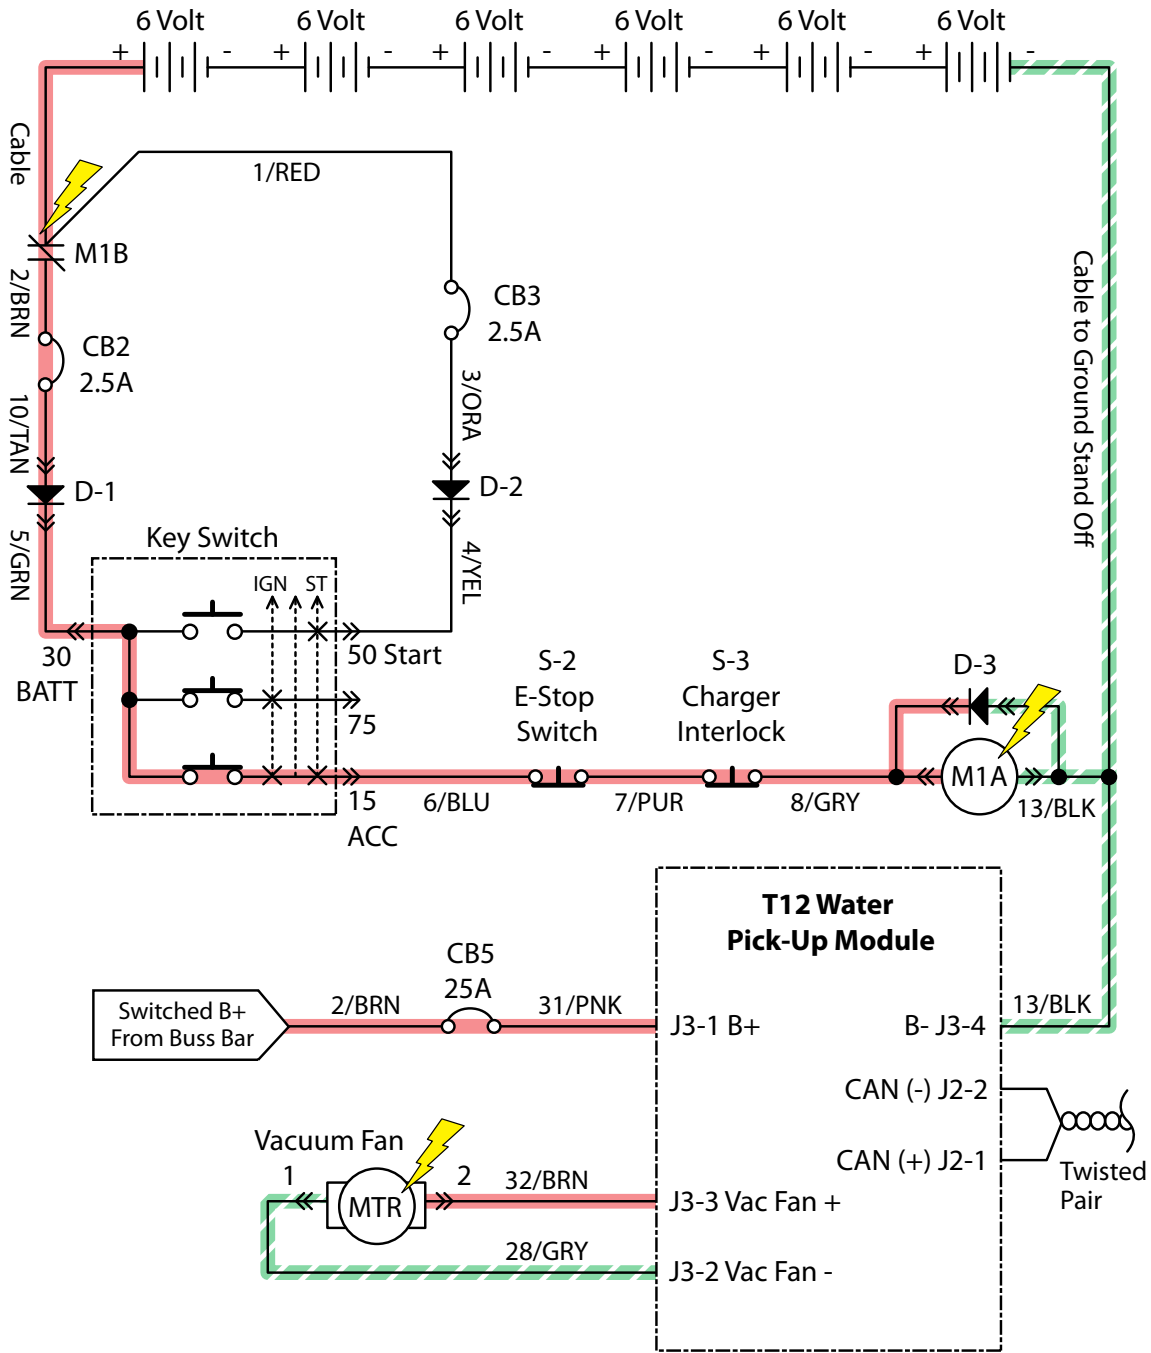 6 Volt 6 Volt 6 Volt 6 Volt 6 Volt 6 Volt
+ - + - + - + - + - + -
Cable
1/RED
M1B
2/BRN
CB2
2.5A
CB3
2.5A
10/TAN
3/ORA
D-1
D-2
5/GRN
4/YEL
Cable to Ground Stand Off
Key Switch
IGN ST
30
BATT
50 Start
75
15
ACC
S-2
E-Stop
Switch
S-3
Charger
Interlock
D-3
M1A
6/BLU
7/PUR
8/GRY
13/BLK
T12 Water
Pick-Up Module
CB5
25A
Switched B+
From Buss Bar
2/BRN
31/PNK
J3-1 B+
B- J3-4
13/BLK
CAN (-) J2-2
CAN (+) J2-1
Twisted
Pair
Vacuum Fan
1
MTR
2
32/BRN
J3-3 Vac Fan +
28/GRY
J3-2 Vac Fan -